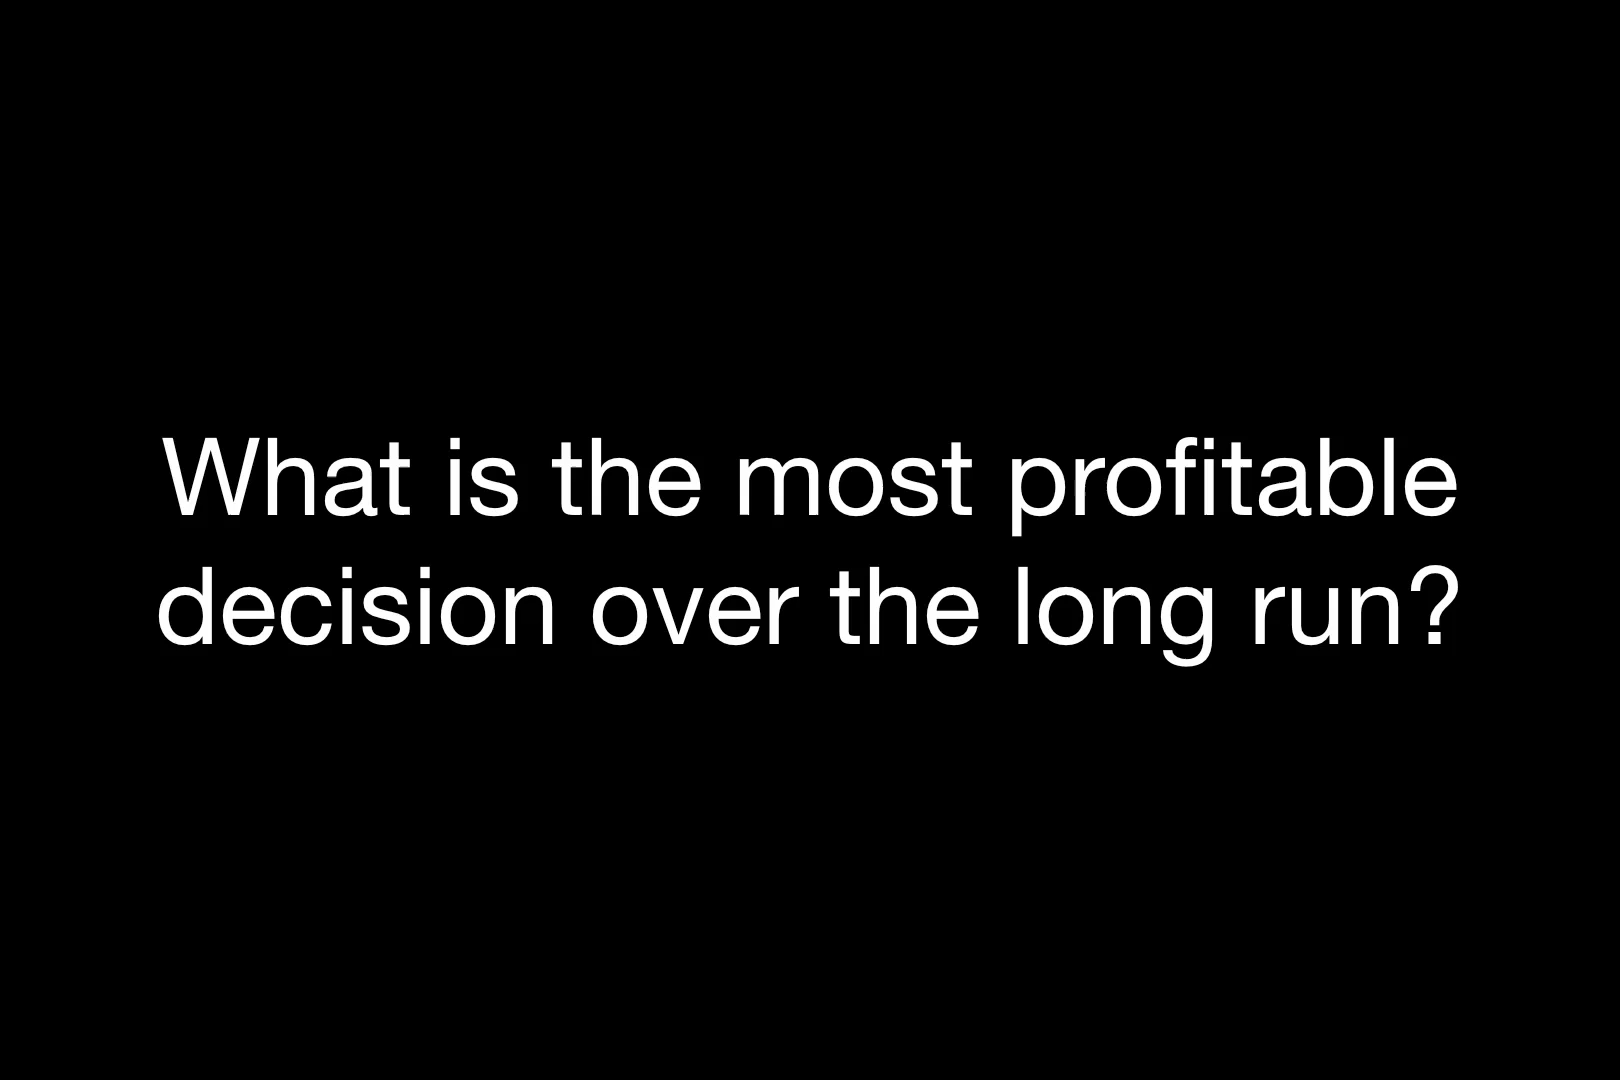 What is the most profitable
decision over the long run?